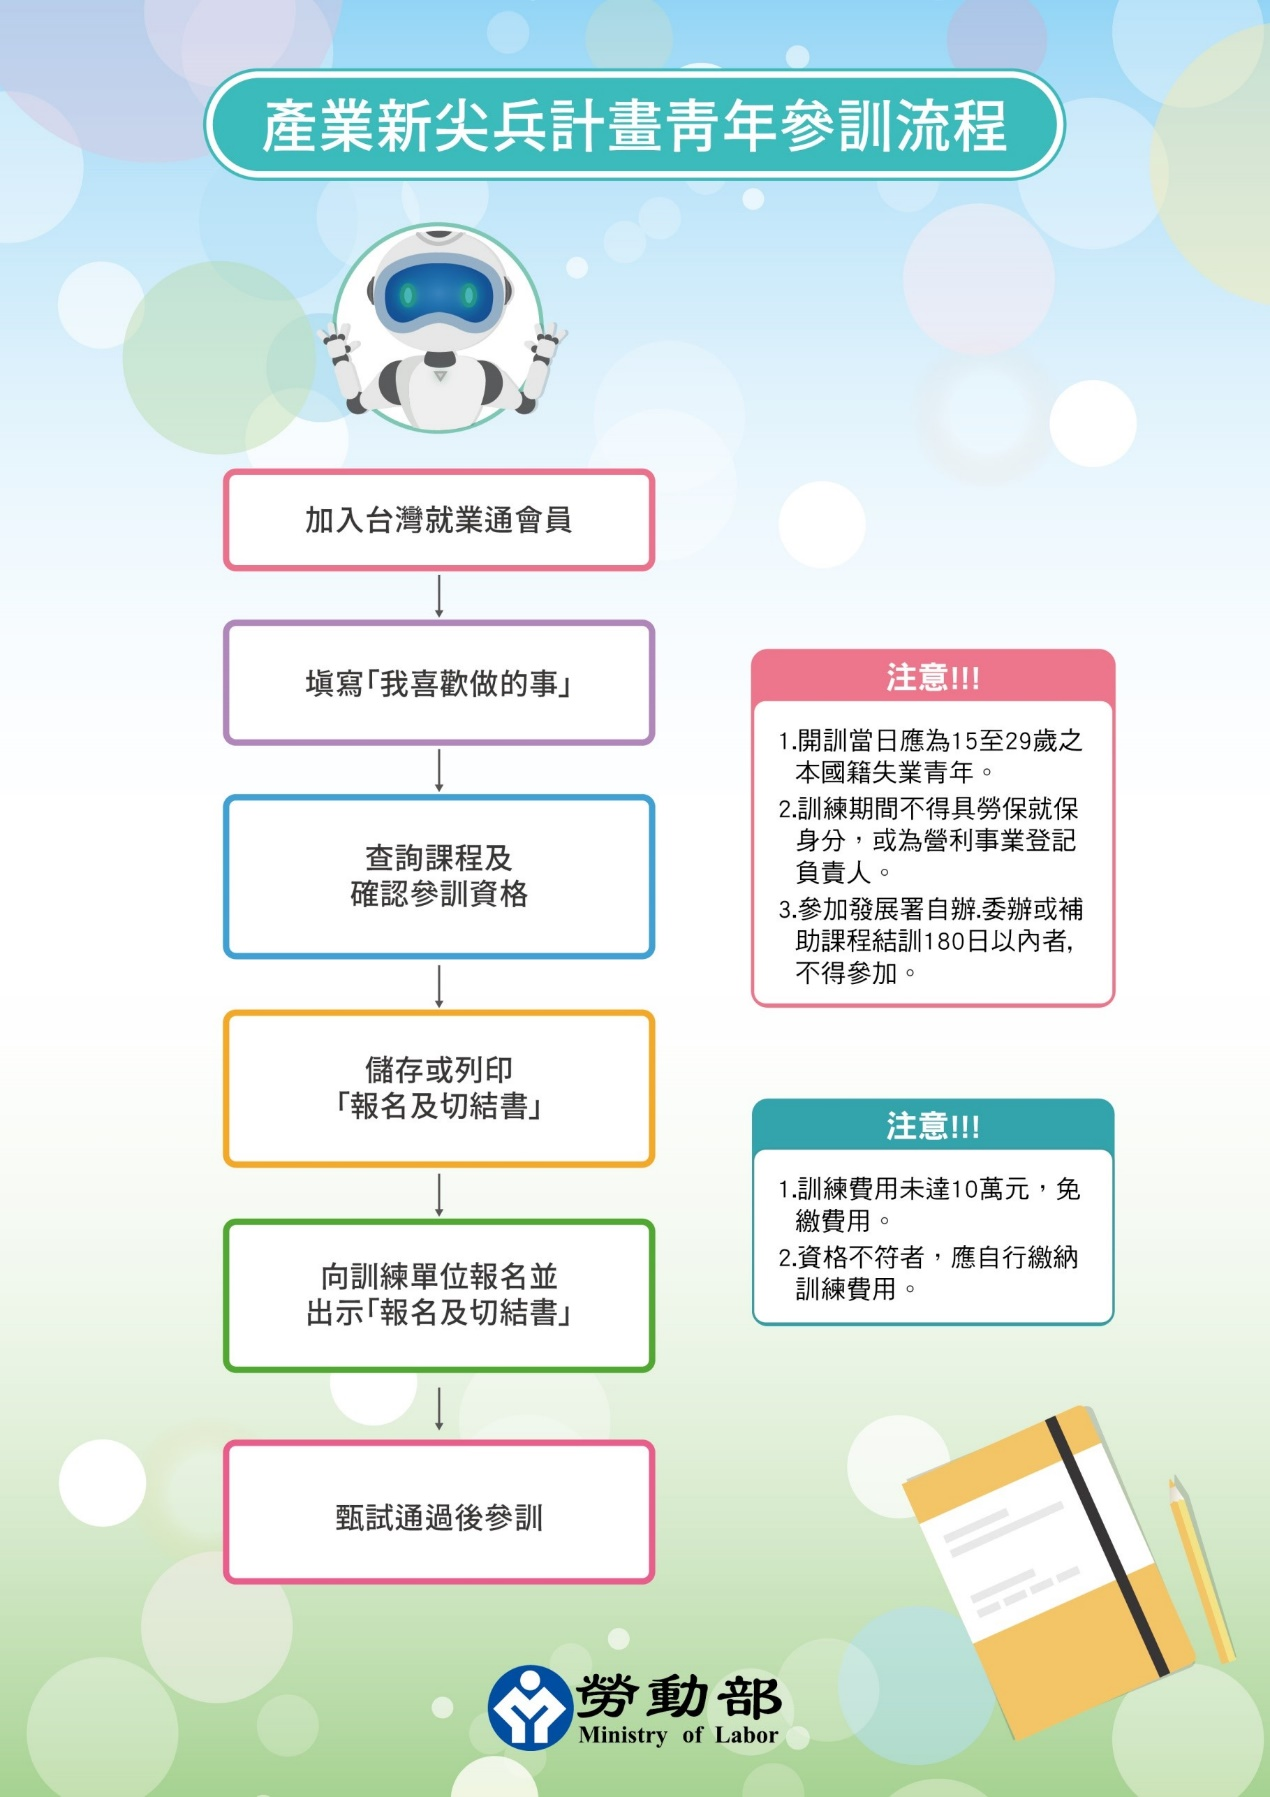 產業新尖兵計畫青年參訓流程
加入台灣就業通會員
填寫「我喜歡做的事」
查詢課程及
確認參訓資格
儲存或列印
「報名及切結書」
向訓練單位報名並
出示「報名及切結書」
甄試通過後參訓
注意!!!
1.開訓當日應為15至29歲之
本國籍失業青年。
2.訓練期間不得具勞保就保
身分，或為營利事業登記
負責人。
3.參加發展署自辦.委辦或補
助課程結訓180日以內者,
不得參加。
注意!!!
1.訓練費用未達10萬元，免
繳費用。
2.資格不符者，應自行繳納
訓練費用。
勞動部
Ministry of Labor